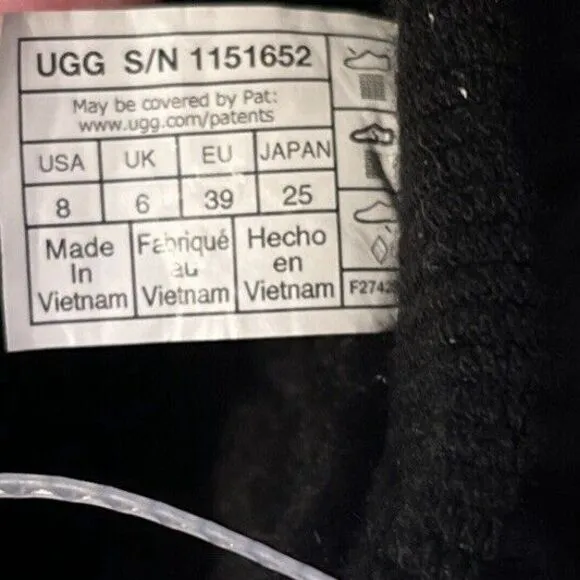 UGG S/N 1151652
May be covered by Pat:
www.ugg.com/patents
USA UK EU JAPAN
8 6 39 25
Made Fabriqué Hecho
In au en
Vietnam Vietnam Vietnam